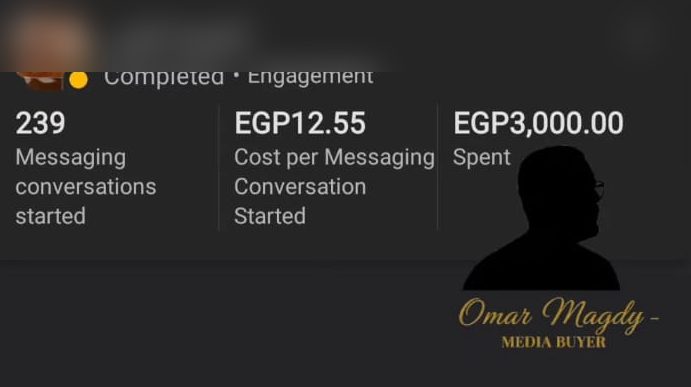 Completed • Engagement
239
EGP12.55
EGP3,000.00
Messaging
conversations
started
Cost per Messaging
Conversation
Started
Spent
Omar Magdy -
MEDIA BUYER